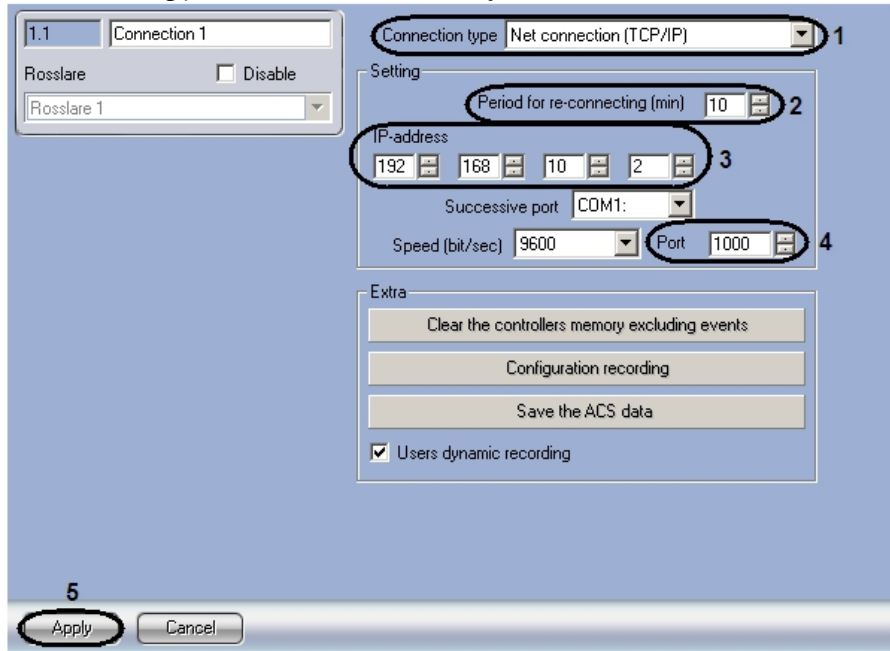 1.1 Connection 1
Rosslare Disable
Rosslare 1
Connection type Net connection (TCP/IP) 1
Setting
Period for re-connecting (min) 10 2
IP-address
192 168 10 2 3
Successive port COM1:
Speed (bit/sec) 9600 Port 1000 4
Extra
Clear the controllers memory excluding events
Configuration recording
Save the ACS data
Users dynamic recording
5
Apply Cancel